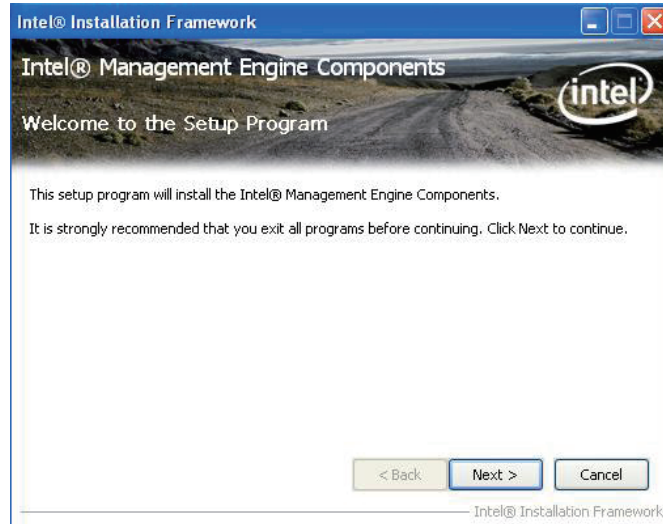 Intel® Installation Framework
Intel® Management Engine Components
intel
Welcome to the Setup Program
This setup program will install the Intel® Management Engine Components.
It is strongly recommended that you exit all programs before continuing. Click Next to continue.
< Back
Next >
Cancel
Intel® Installation Framework